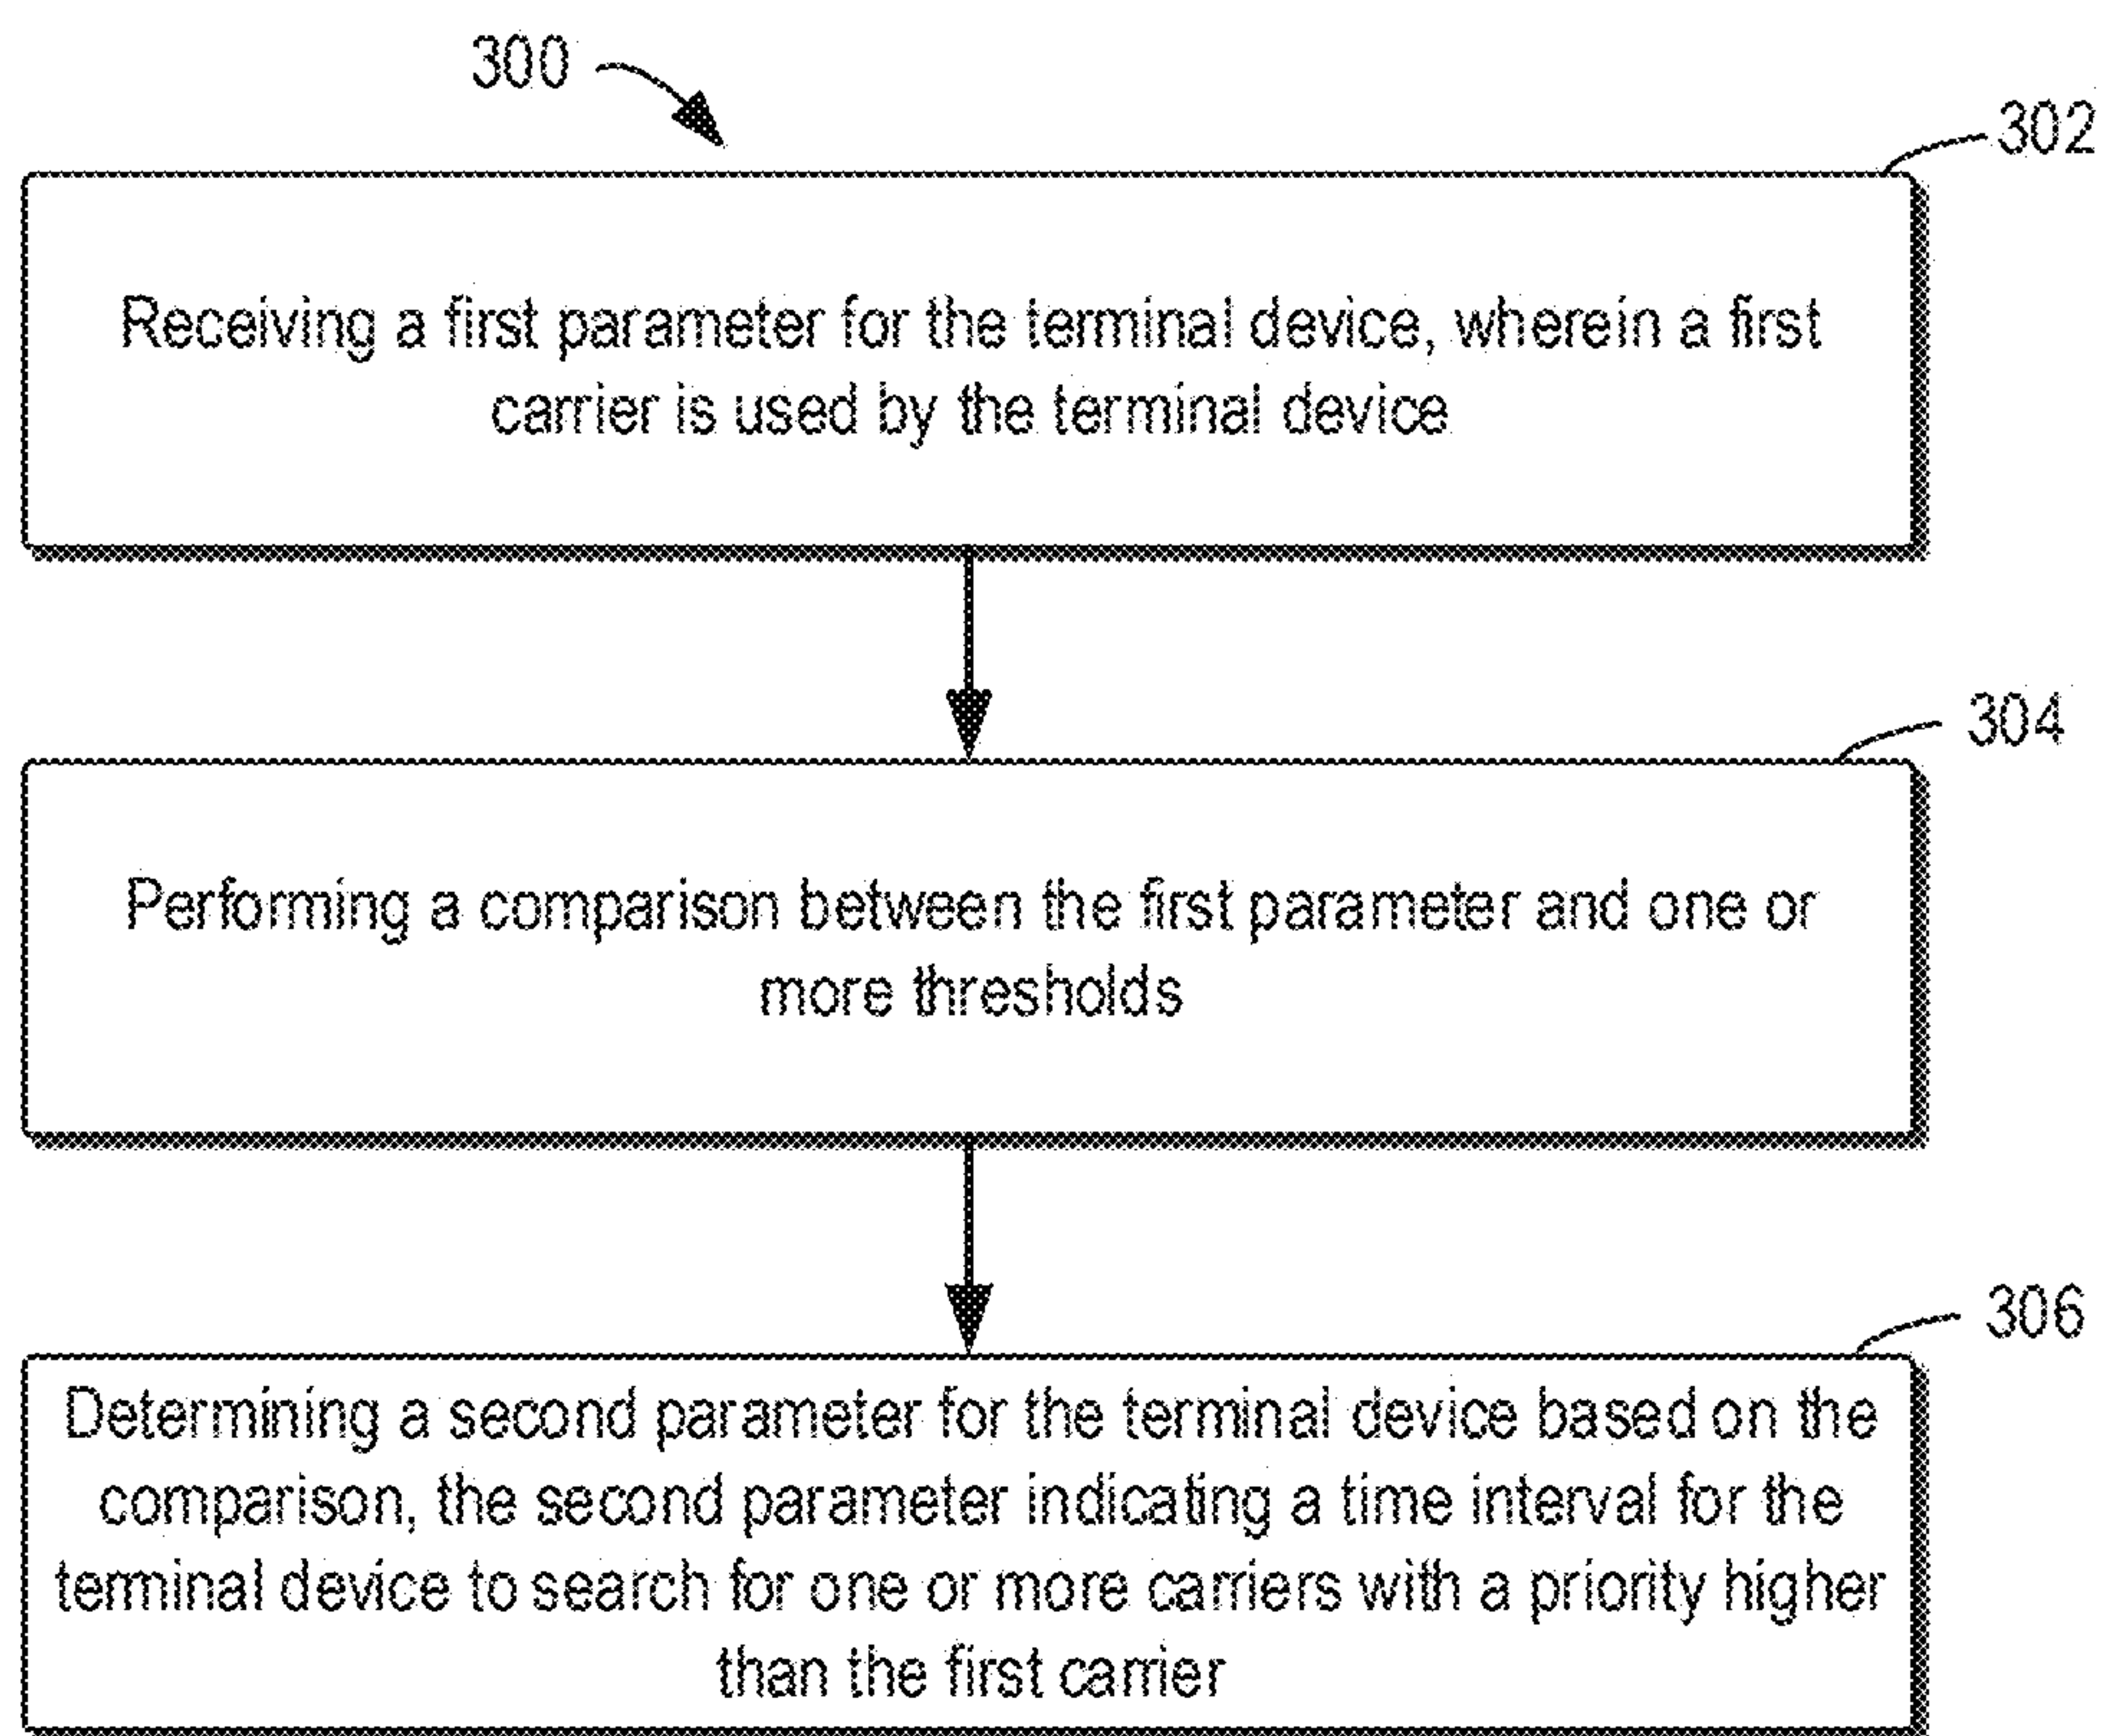 300
302
Receiving a first parameter for the terminal device, wherein a first
carrier is used by the terminal device
304
Performing a comparison between the first parameter and one or
more thresholds
306
Determining a second parameter for the terminal device based on the
comparison, the second parameter indicating a time interval for the
terminal device to search for one or more carriers with a priority higher
than the first carrier